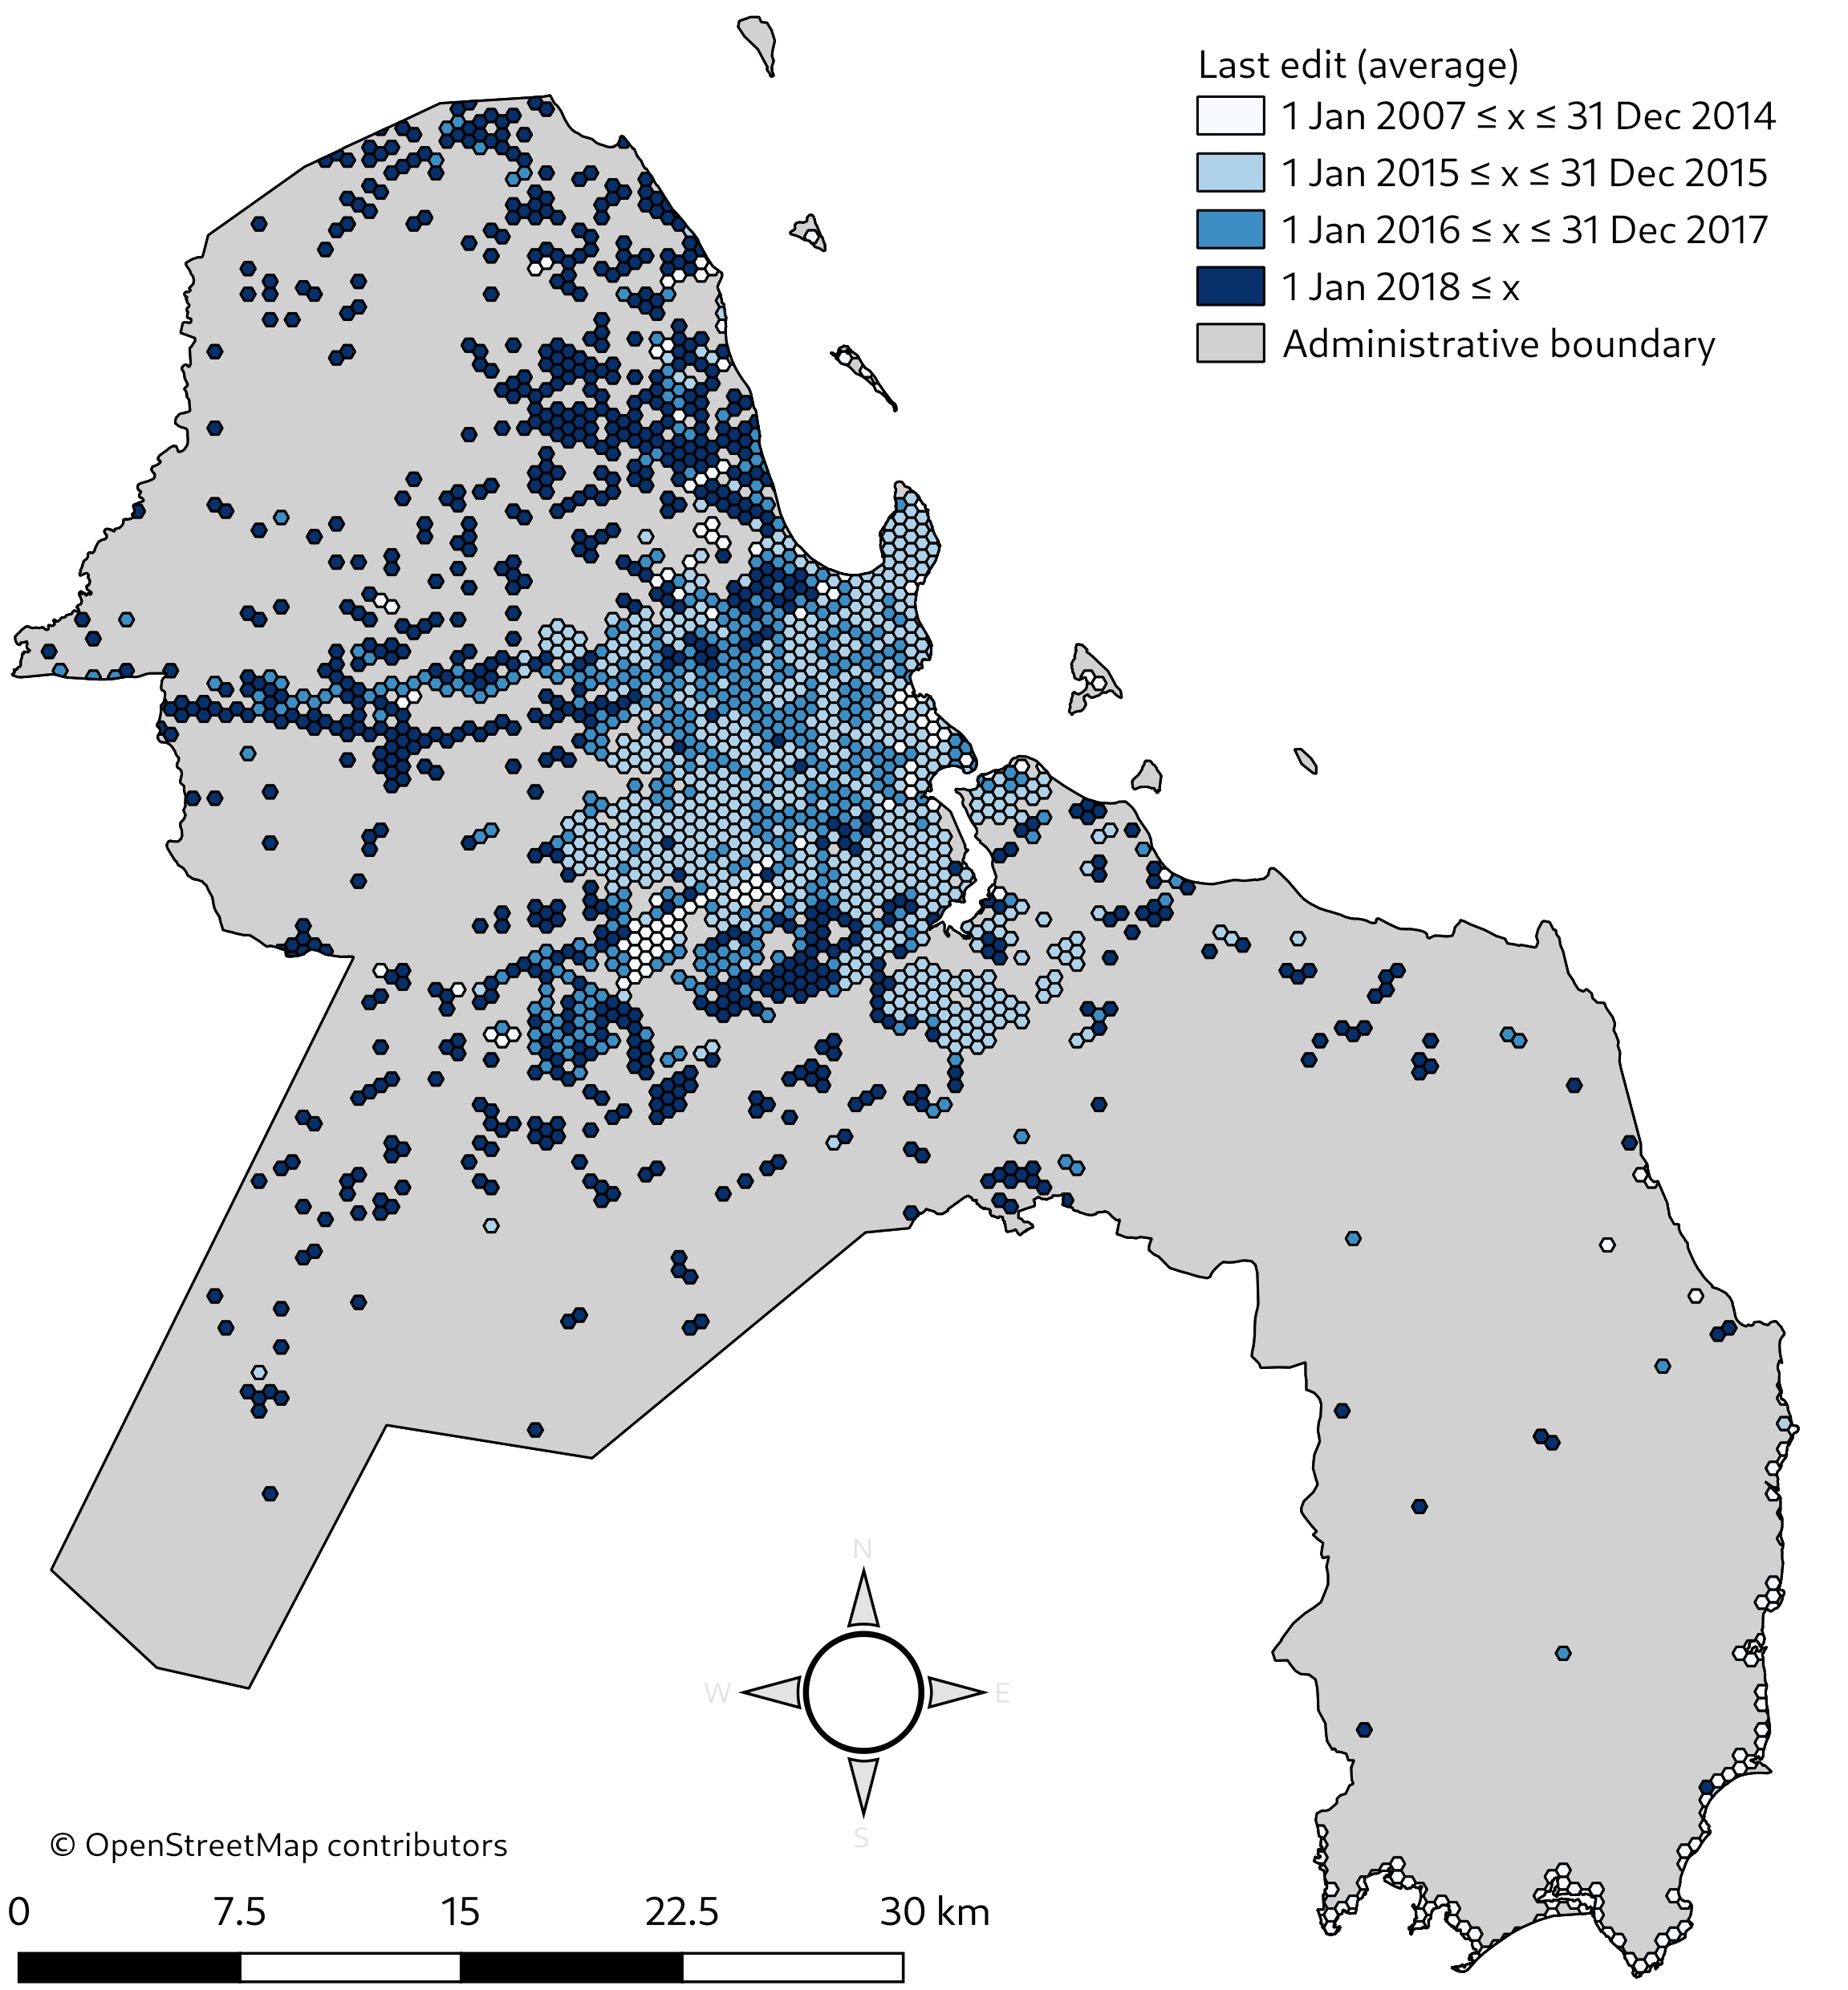 Last edit (average)
1 Jan 2007 ≤ x ≤ 31 Dec 2014
1 Jan 2015 ≤ x ≤ 31 Dec 2015
1 Jan 2016 ≤ x ≤ 31 Dec 2017
1 Jan 2018 ≤ x
Administrative boundary
N
W E
S
© OpenStreetMap contributors
0 7.5 15 22.5 30 km